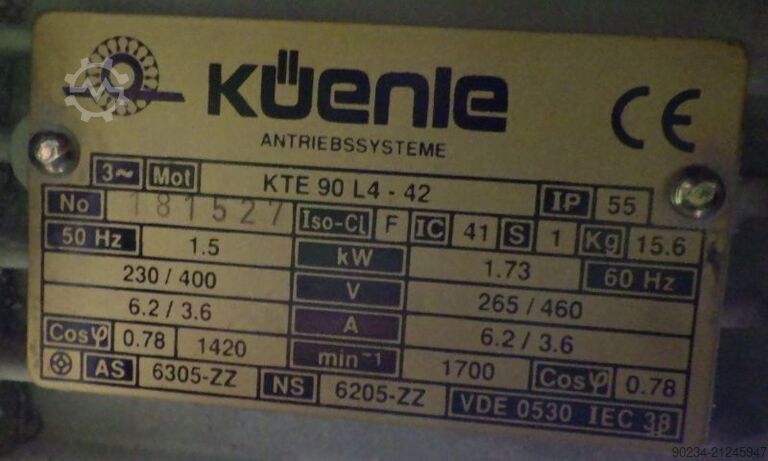 KÜenle
CE
ANTRIEBSSYSTEME
3~ Mot KTE 90 L4 - 42 IP 55
No 181527 Iso-Cl F IC 41 S 1 Kg 15.6
50 Hz 1.5 kW 1.73 60 Hz
230 / 400 V 265 / 460
6.2 / 3.6 A 6.2 / 3.6
Cosφ 0.78 1420 min⁻¹ 1700 Cosφ 0.78
AS 6305-ZZ NS 6205-ZZ VDE 0530 IEC 38
90234-21245947